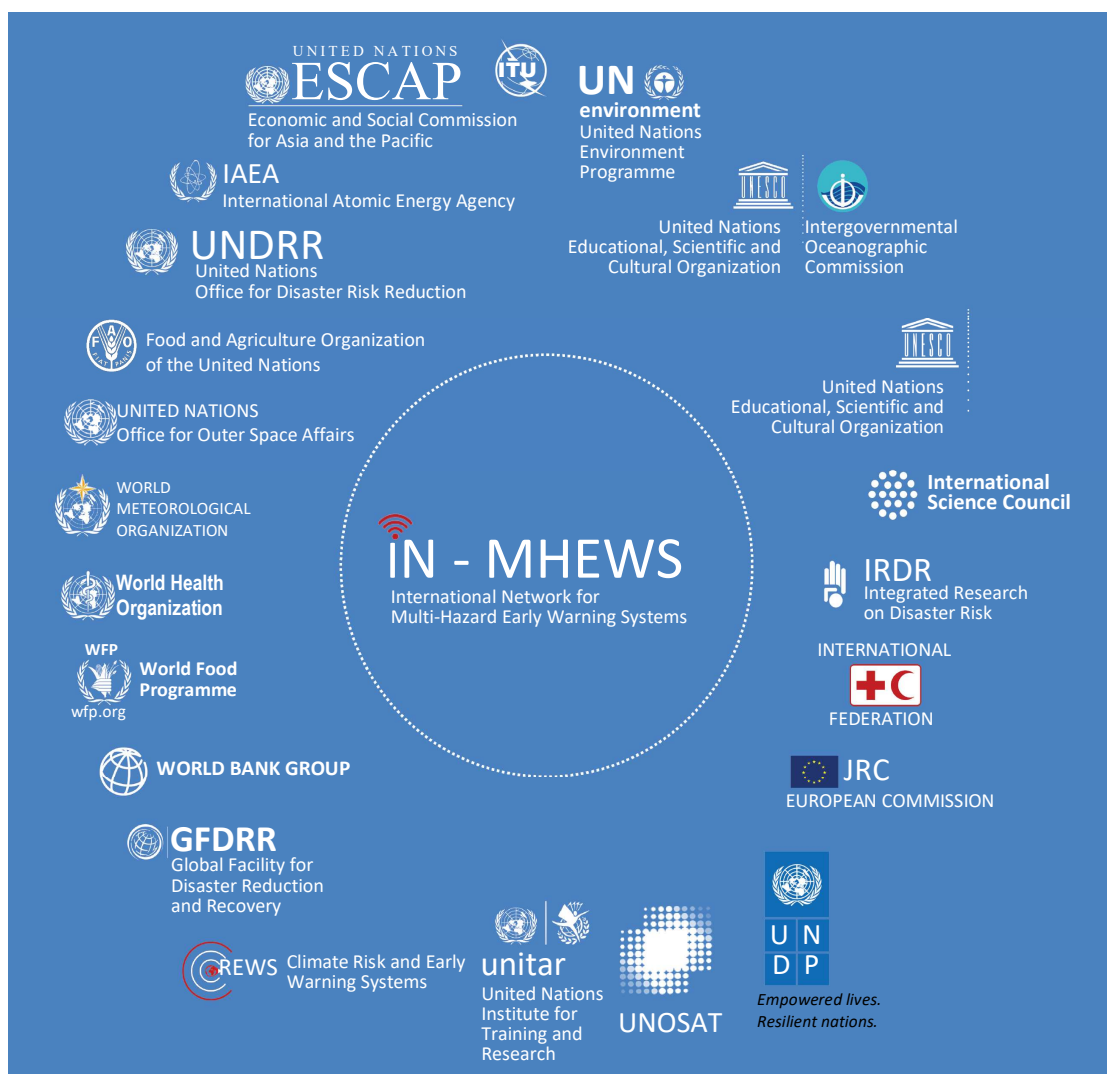 UNITED NATIONS
ESCAP
Economic and Social Commission
for Asia and the Pacific
ITU
UN
environment
United Nations
Environment
Programme
IAEA
International Atomic Energy Agency
UNESCO
United Nations
Educational, Scientific and
Cultural Organization
Intergovernmental
Oceanographic
Commission
UNDRR
United Nations
Office for Disaster Risk Reduction
F A O
FIAT PANIS
Food and Agriculture Organization
of the United Nations
UNESCO
United Nations
Educational, Scientific and
Cultural Organization
UNITED NATIONS
Office for Outer Space Affairs
International
Science Council
WORLD
METEOROLOGICAL
ORGANIZATION
iN - MHEWS
International Network for
Multi-Hazard Early Warning Systems
IRDR
Integrated Research
on Disaster Risk
World Health
Organization
INTERNATIONAL
FEDERATION
WFP
wfp.org
World Food
Programme
WORLD BANK GROUP
JRC
EUROPEAN COMMISSION
GFDRR
Global Facility for
Disaster Reduction
and Recovery
CREWS
Climate Risk and Early
Warning Systems
unitar
United Nations
Institute for
Training and
Research
UNOSAT
U N
D P
Empowered lives.
Resilient nations.